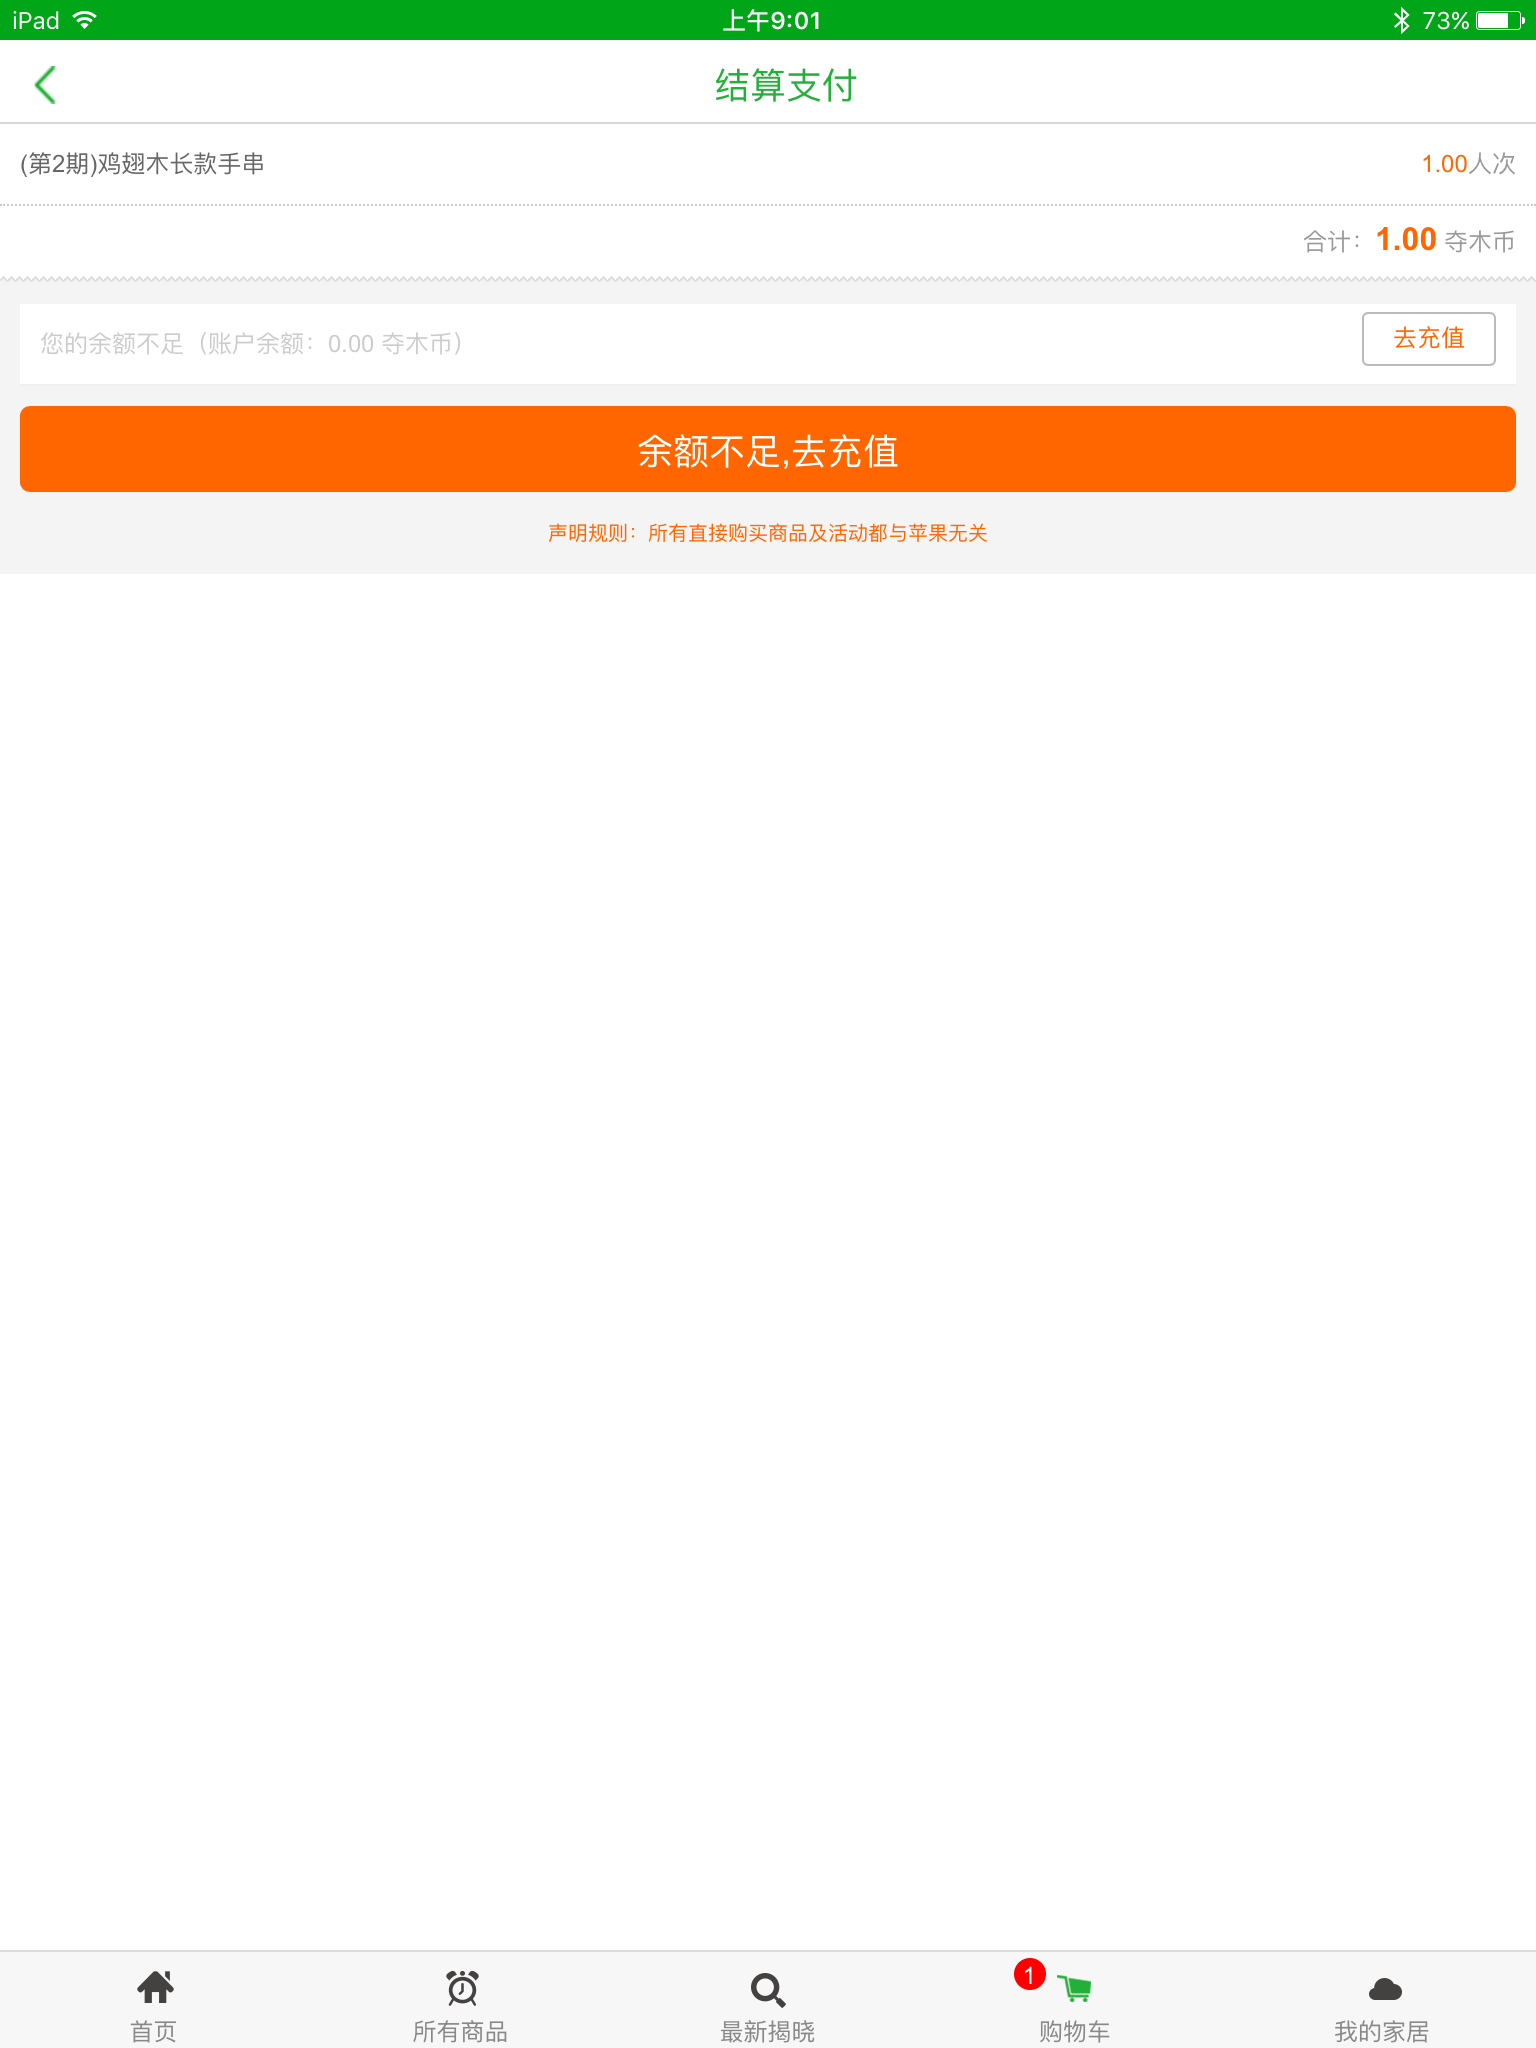 iPad 上午9:01 73%
结算支付
(第2期)鸡翅木长款手串 1.00人次
合计：1.00 夺木币
您的余额不足（账户余额：0.00 夺木币） 去充值
余额不足,去充值
声明规则：所有直接购买商品及活动都与苹果无关
1
首页 所有商品 最新揭晓 购物车 我的家居